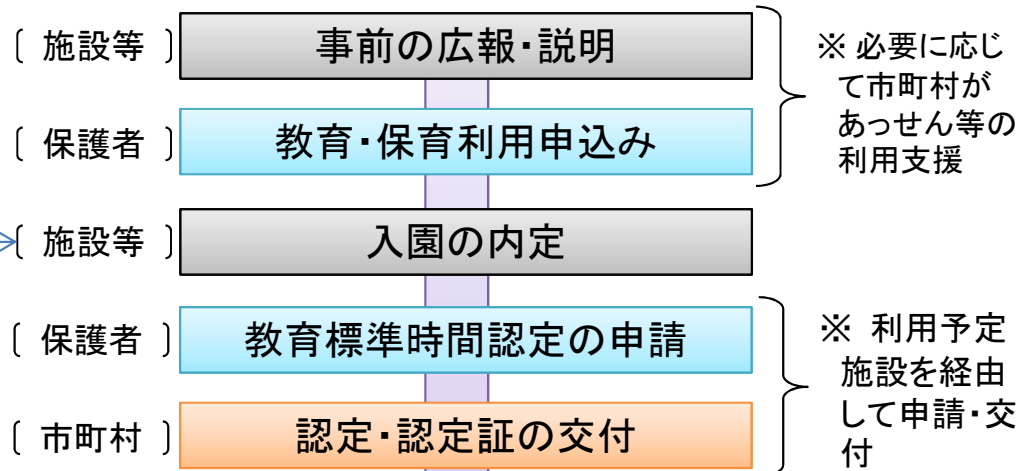 〔 施設等 〕 事前の広報・説明
〔 保護者 〕 教育・保育利用申込み
※ 必要に応じ
て市町村が
あっせん等の
利用支援
〔 施設等 〕 入園の内定
〔 保護者 〕 教育標準時間認定の申請
〔 市町村 〕 認定・認定証の交付
※ 利用予定
施設を経由
して申請・交
付